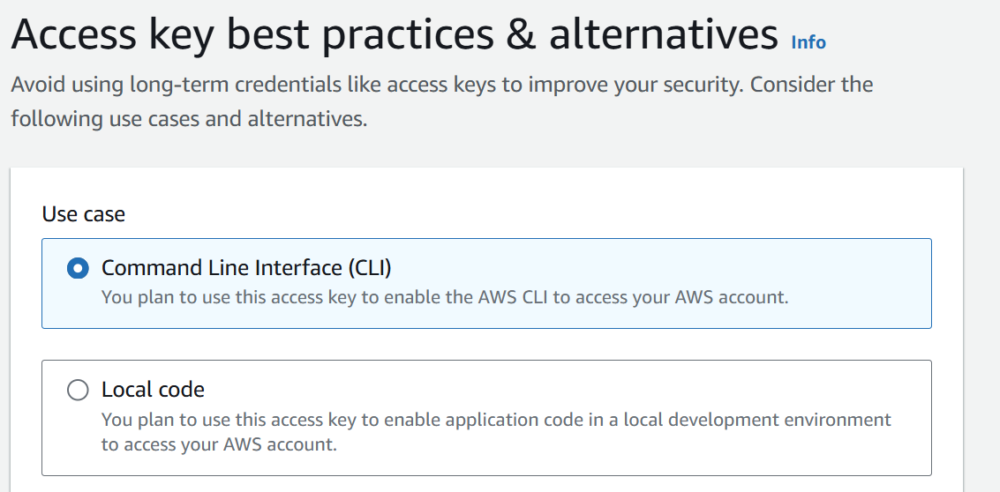 Access key best practices & alternatives Info
Avoid using long-term credentials like access keys to improve your security. Consider the
following use cases and alternatives.
Use case
Command Line Interface (CLI)
You plan to use this access key to enable the AWS CLI to access your AWS account.
Local code
You plan to use this access key to enable application code in a local development environment
to access your AWS account.